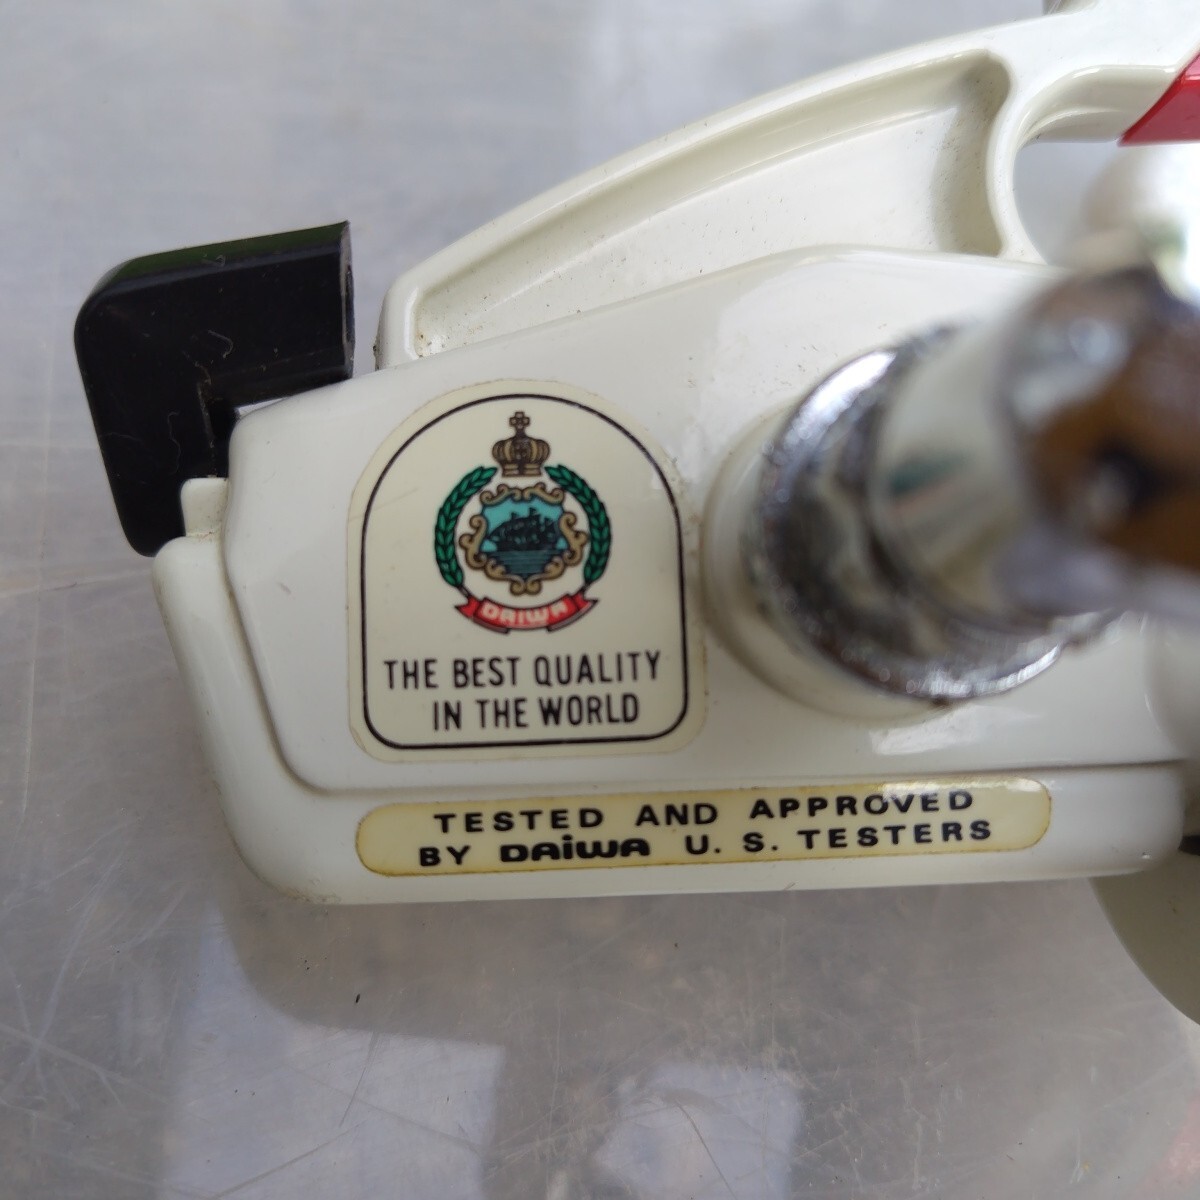 DAIWA
THE BEST QUALITY
IN THE WORLD
TESTED AND APPROVED
BY DAIWA U. S. TESTERS